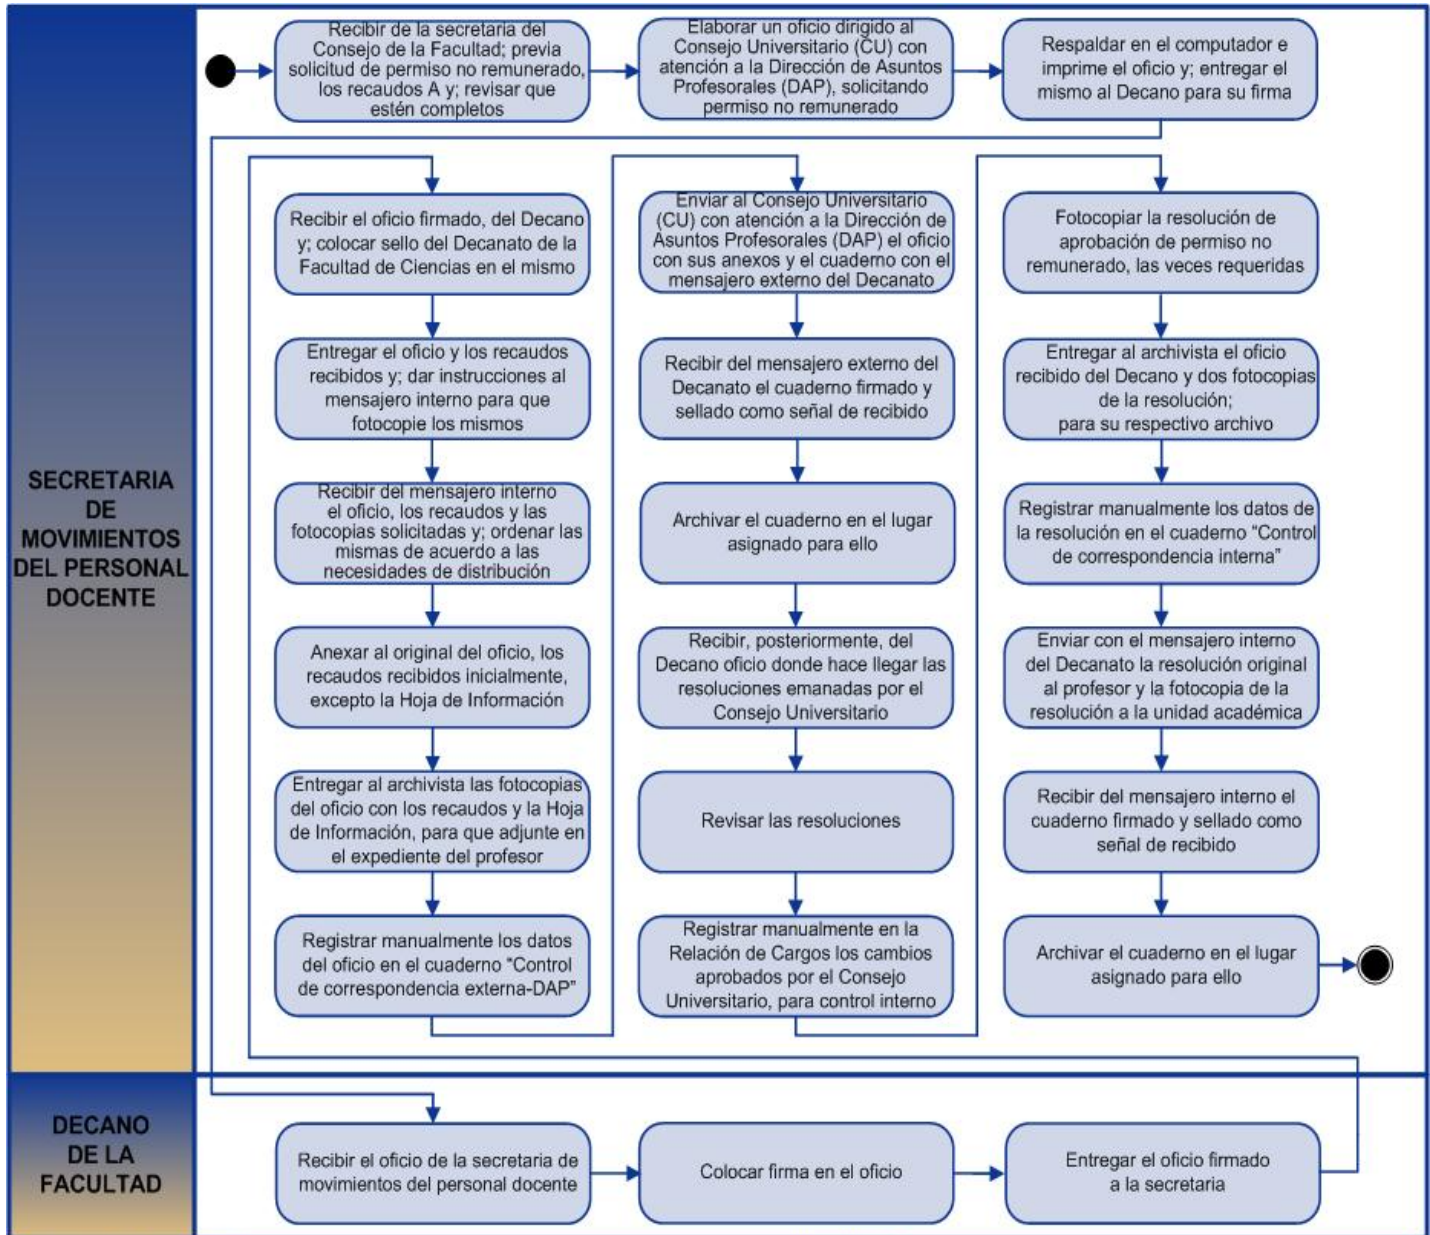 SECRETARIA
DE
MOVIMIENTOS
DEL PERSONAL
DOCENTE
Recibir de la secretaria del
Consejo de la Facultad; previa
solicitud de permiso no remunerado,
los recaudos A y; revisar que
estén completos
Elaborar un oficio dirigido al
Consejo Universitario (CU) con
atención a la Dirección de Asuntos
Profesorales (DAP), solicitando
permiso no remunerado
Respaldar en el computador e
imprime el oficio y; entregar el
mismo al Decano para su firma
Recibir el oficio firmado, del Decano
y; colocar sello del Decanato de la
Facultad de Ciencias en el mismo
Entregar el oficio y los recaudos
recibidos y; dar instrucciones al
mensajero interno para que
fotocopie los mismos
Recibir del mensajero interno
el oficio, los recaudos y las
fotocopias solicitadas y; ordenar las
mismas de acuerdo a las
necesidades de distribución
Anexar al original del oficio, los
recaudos recibidos inicialmente,
excepto la Hoja de Información
Entregar al archivista las fotocopias
del oficio con los recaudos y la Hoja
de Información, para que adjunte en
el expediente del profesor
Registrar manualmente los datos
del oficio en el cuaderno “Control
de correspondencia externa-DAP”
Enviar al Consejo Universitario
(CU) con atención a la Dirección de
Asuntos Profesorales (DAP) el oficio
con sus anexos y el cuaderno con el
mensajero externo del Decanato
Recibir del mensajero externo del
Decanato el cuaderno firmado y
sellado como señal de recibido
Archivar el cuaderno en el lugar
asignado para ello
Recibir, posteriormente, del
Decano oficio donde hace llegar las
resoluciones emanadas por el
Consejo Universitario
Revisar las resoluciones
Registrar manualmente en la
Relación de Cargos los cambios
aprobados por el Consejo
Universitario, para control interno
Fotocopiar la resolución de
aprobación de permiso no
remunerado, las veces requeridas
Entregar al archivista el oficio
recibido del Decano y dos fotocopias
de la resolución;
para su respectivo archivo
Registrar manualmente los datos de
la resolución en el cuaderno “Control
de correspondencia interna”
Enviar con el mensajero interno
del Decanato la resolución original
al profesor y la fotocopia de la
resolución a la unidad académica
Recibir del mensajero interno el
cuaderno firmado y sellado como
señal de recibido
Archivar el cuaderno en el lugar
asignado para ello
DECANO
DE LA
FACULTAD
Recibir el oficio de la secretaria de
movimientos del personal docente
Colocar firma en el oficio
Entregar el oficio firmado
a la secretaria